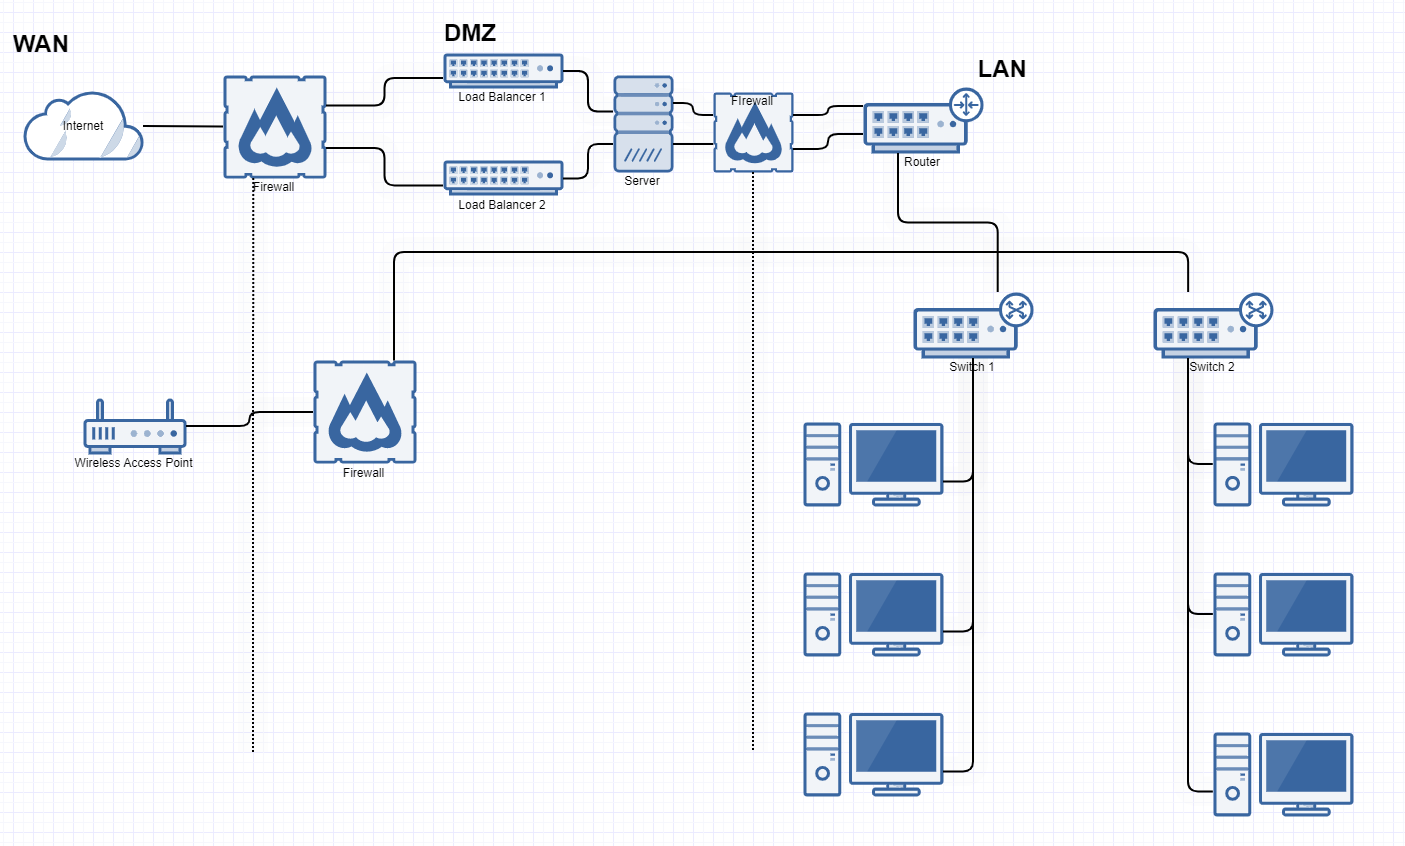 WAN
DMZ
LAN
Internet
Firewall
Load Balancer 1
Load Balancer 2
Server
Firewall
Router
Switch 1
Switch 2
Wireless Access Point
Firewall